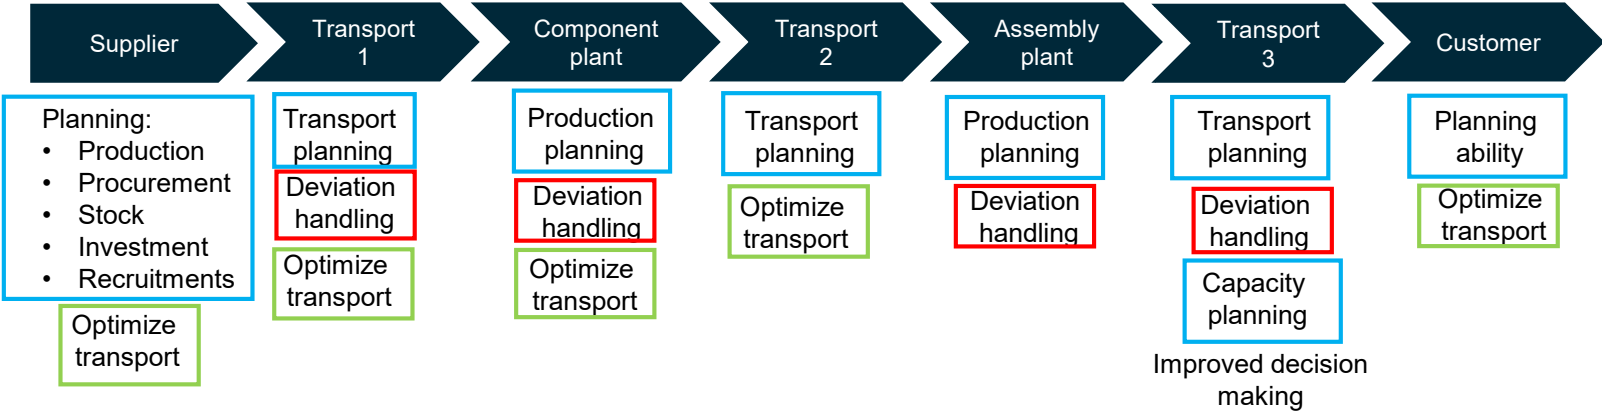 Supplier
Transport
1
Component
plant
Transport
2
Assembly
plant
Transport
3
Customer
Planning:
• Production
• Procurement
• Stock
• Investment
• Recruitments
Optimize
transport
Transport
planning
Deviation
handling
Optimize
transport
Production
planning
Deviation
handling
Optimize
transport
Transport
planning
Optimize
transport
Production
planning
Deviation
handling
Transport
planning
Deviation
handling
Capacity
planning
Improved decision
making
Planning
ability
Optimize
transport